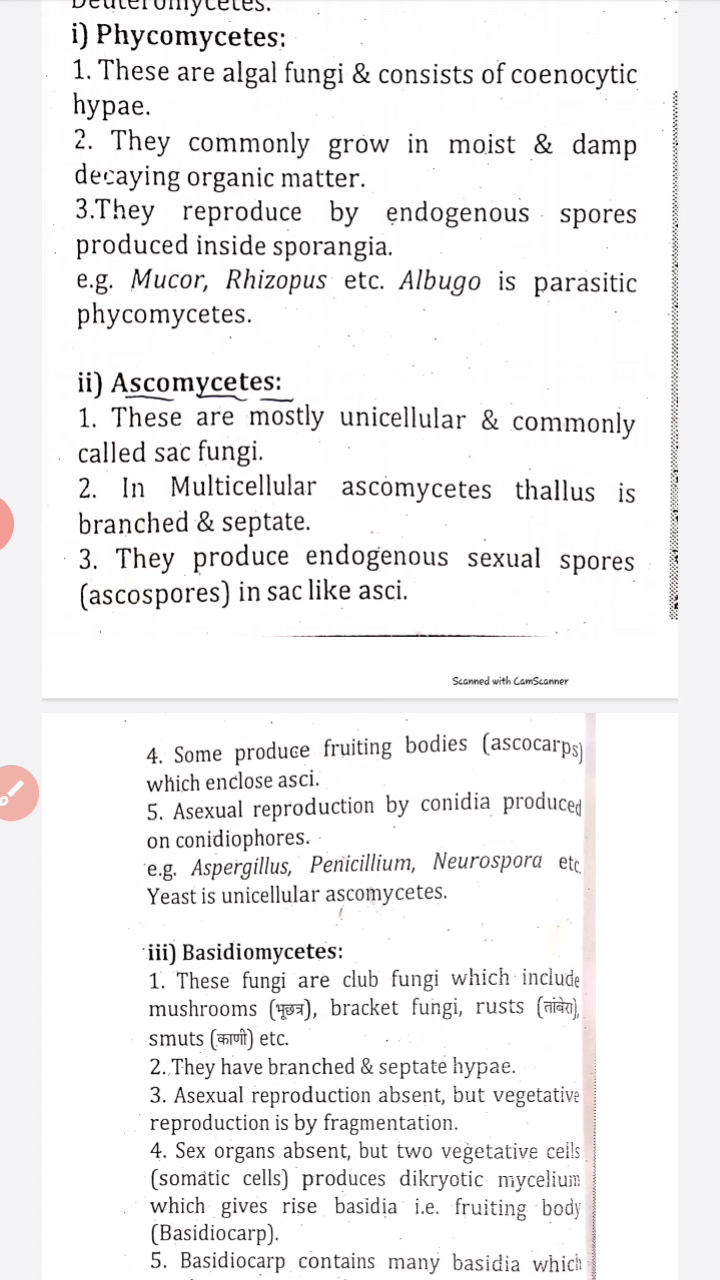 i) Phycomycetes:
1. These are algal fungi & consists of coenocytic
hypae.
2. They commonly grow in moist & damp
decaying organic matter.
3.They reproduce by endogenous spores
produced inside sporangia.
e.g. Mucor, Rhizopus etc. Albugo is parasitic
phycomycetes.
ii) Ascomycetes:
1. These are mostly unicellular & commonly
called sac fungi.
2. In Multicellular ascomycetes thallus is
branched & septate.
3. They produce endogenous sexual spores
(ascospores) in sac like asci.
Scanned with CamScanner
4. Some produce fruiting bodies (ascocarps)
which enclose asci.
5. Asexual reproduction by conidia produced
on conidiophores.
e.g. Aspergillus, Penicillium, Neurospora etc.
Yeast is unicellular ascomycetes.
iii) Basidiomycetes:
1. These fungi are club fungi which include
mushrooms (भूछत्र), bracket fungi, rusts (तांबेरा),
smuts (काणी) etc.
2. They have branched & septate hypae.
3. Asexual reproduction absent, but vegetative
reproduction is by fragmentation.
4. Sex organs absent, but two vegetative cells
(somatic cells) produces dikryotic mycelium
which gives rise basidia i.e. fruiting body
(Basidiocarp).
5. Basidiocarp contains many basidia which